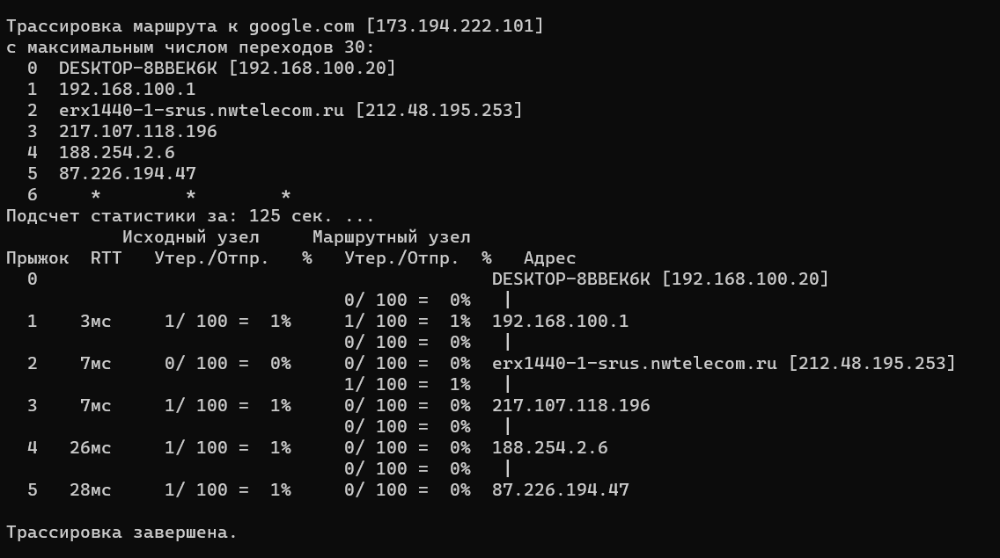 Трассировка маршрута к google.com [173.194.222.101]
с максимальным числом переходов 30:
  0  DESKTOP-8BBEK6K [192.168.100.20]
  1  192.168.100.1
  2  erx1440-1-srus.nwtelecom.ru [212.48.195.253]
  3  217.107.118.196
  4  188.254.2.6
  5  87.226.194.47
  6     *        *        *
Подсчет статистики за: 125 сек. ...
           Исходный узел     Маршрутный узел
Прыжок  RTT   Утер./Отпр.   %   Утер./Отпр.  %   Адрес
  0                                           DESKTOP-8BBEK6K [192.168.100.20]
                                0/ 100 =  0%   |
  1    3мс     1/ 100 =  1%     1/ 100 =  1%  192.168.100.1
                                0/ 100 =  0%   |
  2    7мс     0/ 100 =  0%     0/ 100 =  0%  erx1440-1-srus.nwtelecom.ru [212.48.195.253]
                                1/ 100 =  1%   |
  3    7мс     1/ 100 =  1%     0/ 100 =  0%  217.107.118.196
                                0/ 100 =  0%   |
  4   26мс     1/ 100 =  1%     0/ 100 =  0%  188.254.2.6
                                0/ 100 =  0%   |
  5   28мс     1/ 100 =  1%     0/ 100 =  0%  87.226.194.47
Трассировка завершена.